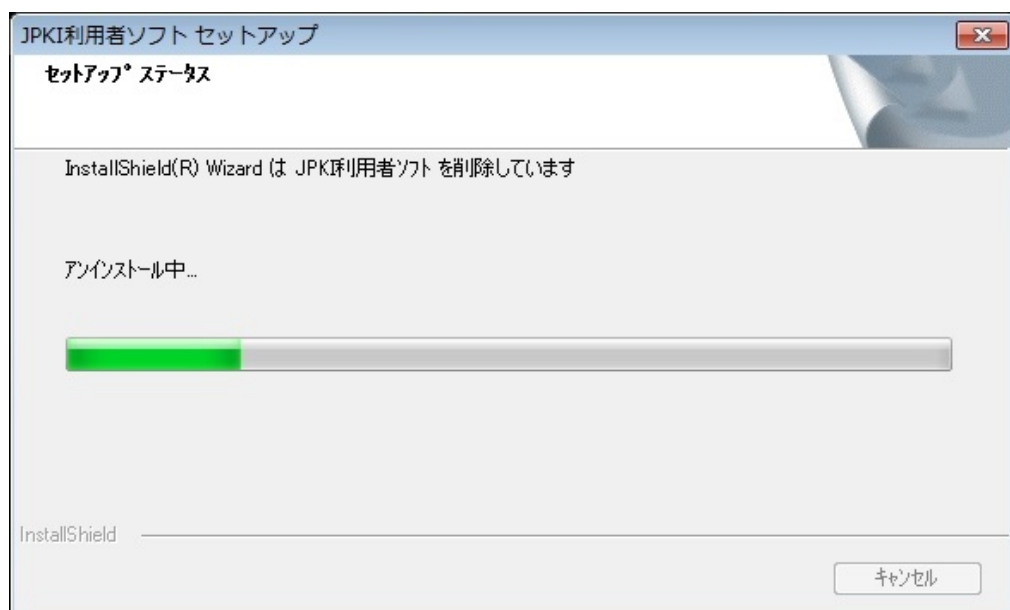 JPKI利用者ソフト セットアップ
セットアップ ステータス
InstallShield(R) Wizard は JPKI利用者ソフト を削除しています
アンインストール中...
InstallShield
キャンセル